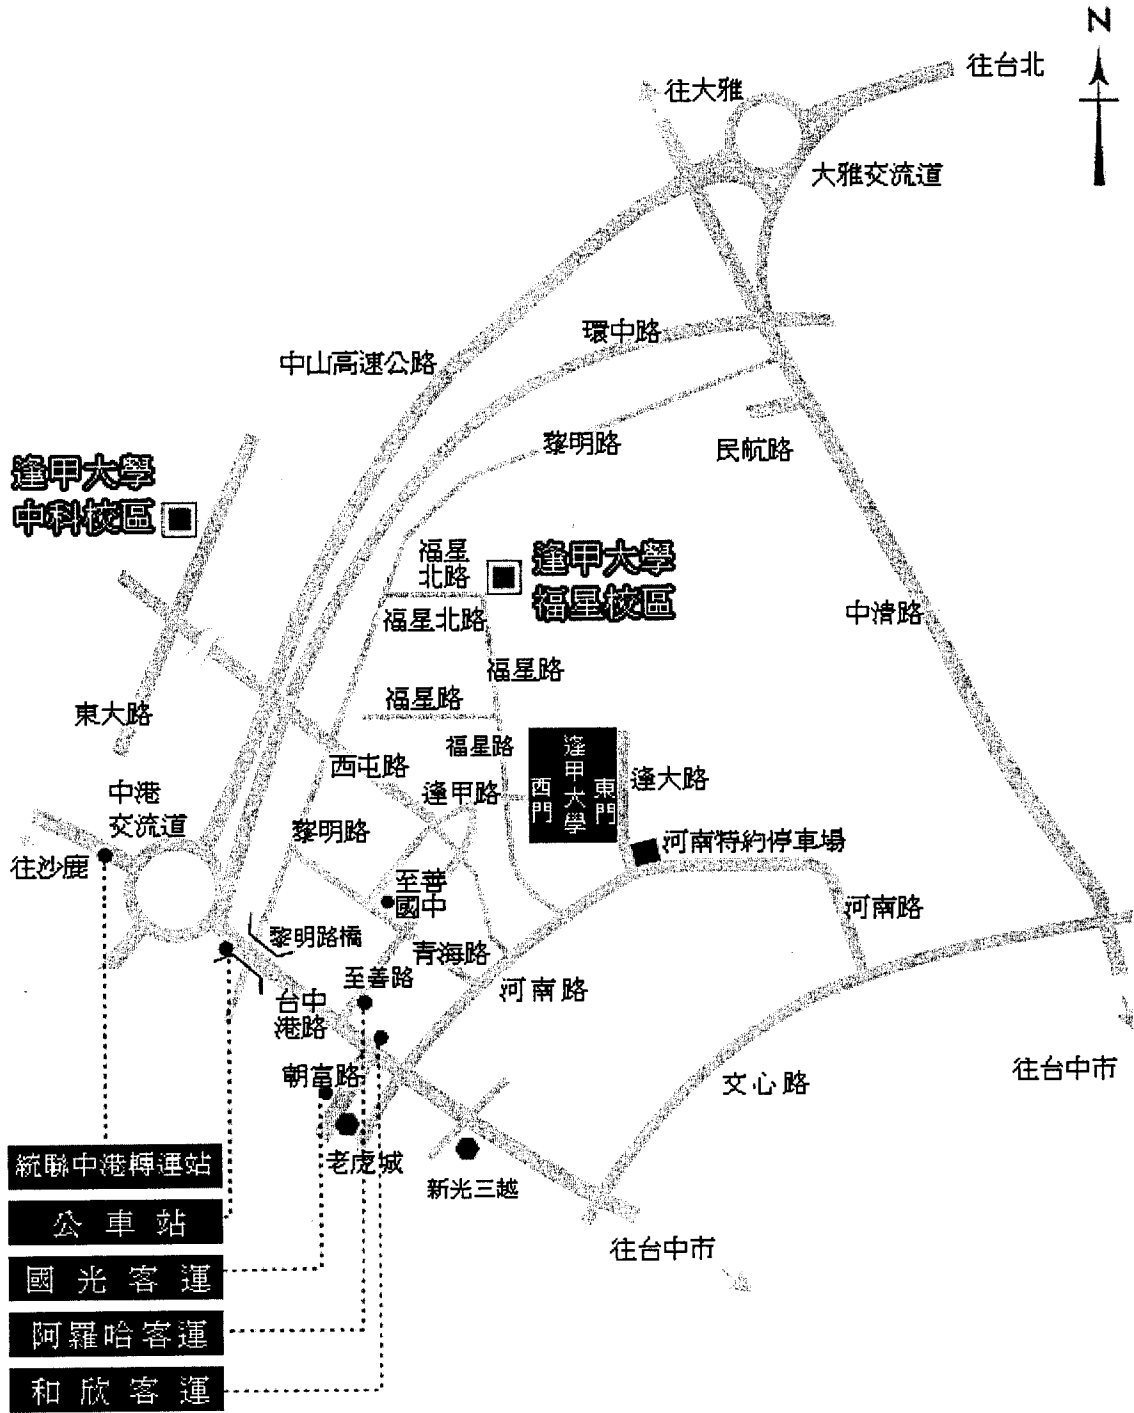 N
往台北
往大雅
大雅交流道
環中路
中山高速公路
黎明路
民航路
逢甲大學
中科校區
福星
北路
逢甲大學
福星校區
福星北路
中清路
福星路
福星路
東大路
福星路
逢甲大學
西門
東門
西屯路
逢大路
逢甲路
中港
交流道
黎明路
河南特約停車場
往沙鹿
至善
國中
河南路
黎明路橋
青海路
至善路
河南路
台中
港路
朝富路
文心路
往台中市
老虎城
新光三越
統聯中港轉運站
公車站
往台中市
國光客運
阿羅哈客運
和欣客運